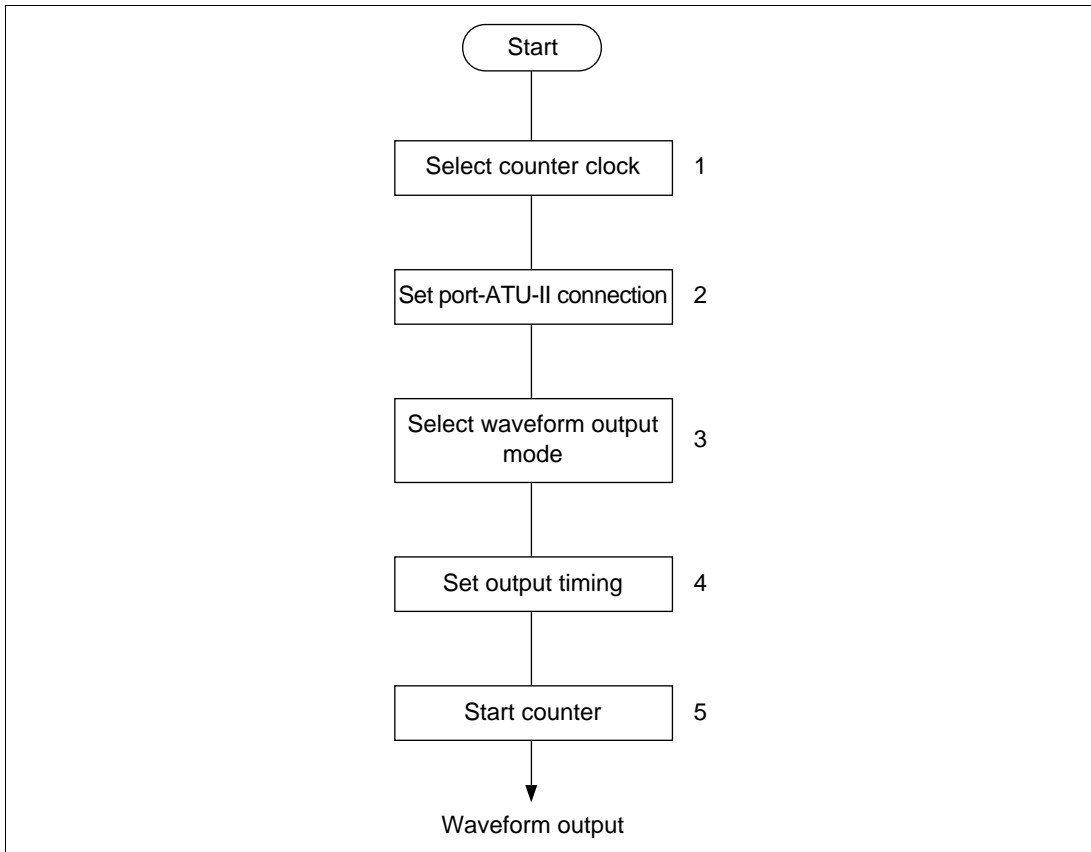 Start
Select counter clock 1
Set port-ATU-II connection 2
Select waveform output
mode
3
Set output timing 4
Start counter 5
Waveform output